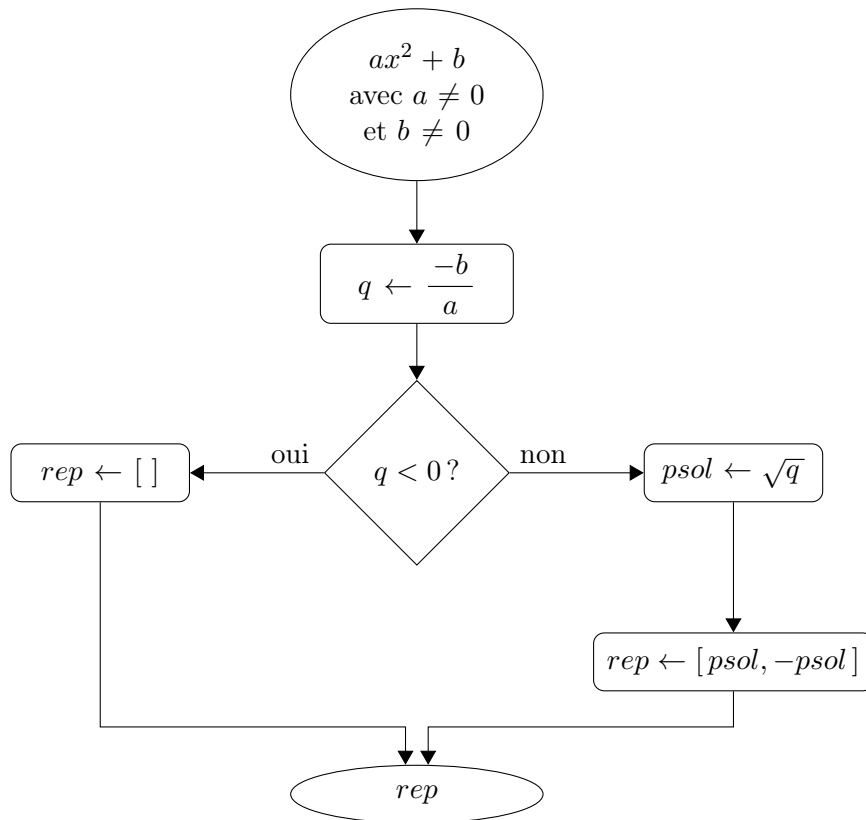 ax² + b
avec a ≠ 0
et b ≠ 0
q ← −b/a
oui
q < 0 ?
non
rep ← [ ]
psol ← √q
rep ← [ psol, −psol ]
rep